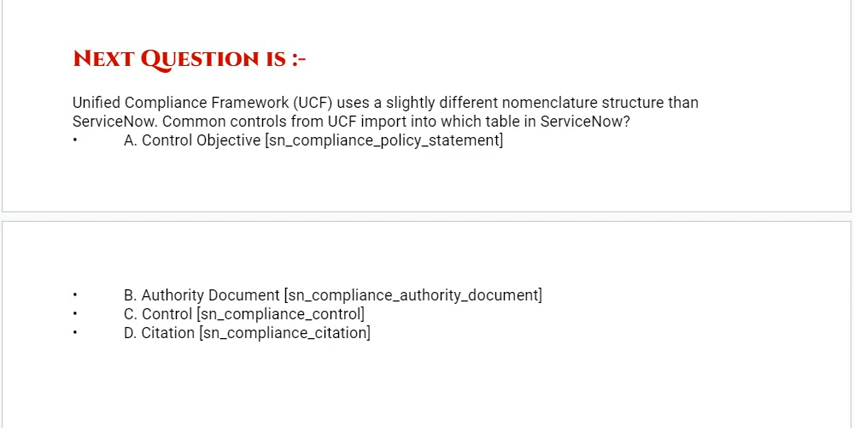 Next Question is :-
Unified Compliance Framework (UCF) uses a slightly different nomenclature structure than
ServiceNow. Common controls from UCF import into which table in ServiceNow?
• A. Control Objective [sn_compliance_policy_statement]
• B. Authority Document [sn_compliance_authority_document]
• C. Control [sn_compliance_control]
• D. Citation [sn_compliance_citation]